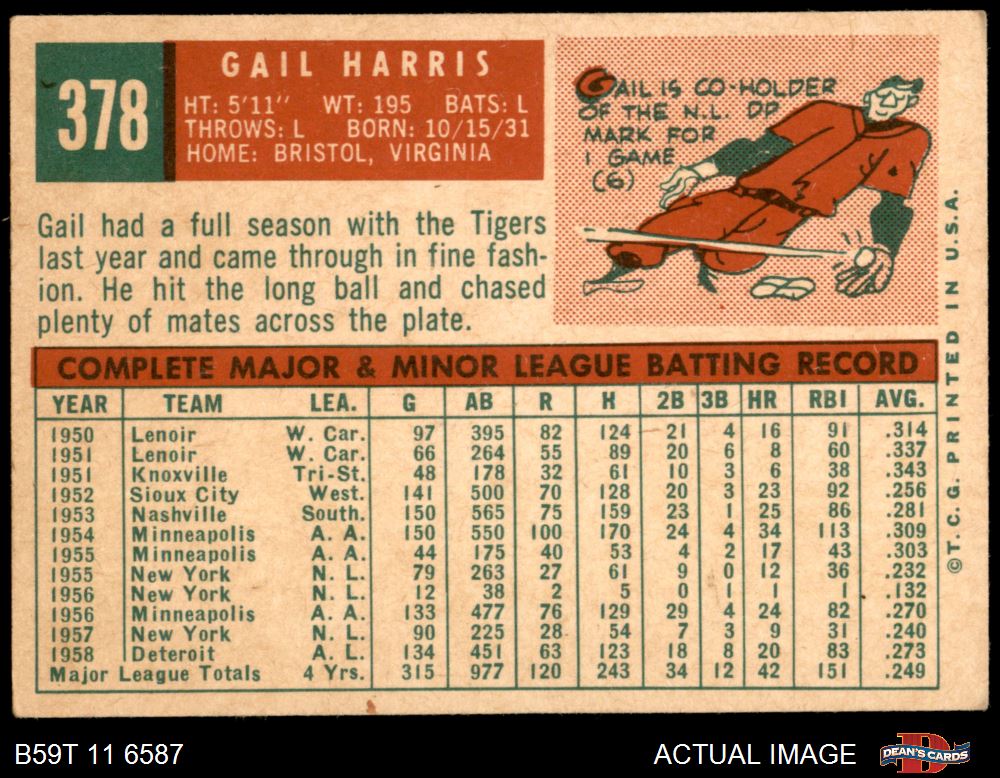 378
GAIL HARRIS
HT: 5'11" WT: 195 BATS: L
THROWS: L BORN: 10/15/31
HOME: BRISTOL, VIRGINIA
GAIL IS CO-HOLDER
OF THE N.L. DP
MARK FOR
1 GAME
(6)
Gail had a full season with the Tigers
last year and came through in fine fash-
ion. He hit the long ball and chased
plenty of mates across the plate.
COMPLETE MAJOR & MINOR LEAGUE BATTING RECORD
YEAR TEAM LEA. G AB R H 2B 3B HR RBI AVG.
1950 Lenoir W. Car. 97 395 82 124 21 4 16 91 .314
1951 Lenoir W. Car. 66 264 55 89 20 6 8 60 .337
1951 Knoxville Tri-St. 48 178 32 61 10 3 6 38 .343
1952 Sioux City West. 141 500 70 128 20 3 23 92 .256
1953 Nashville South. 150 565 75 159 23 1 25 86 .281
1954 Minneapolis A. A. 150 550 100 170 24 4 34 113 .309
1955 Minneapolis A. A. 44 175 40 53 4 2 17 43 .303
1955 New York N. L. 79 263 27 61 9 0 12 36 .232
1956 New York N. L. 12 38 2 5 0 1 1 1 .132
1956 Minneapolis A. A. 133 477 76 129 29 4 24 82 .270
1957 New York N. L. 90 225 28 54 7 3 9 31 .240
1958 Deteroit A. L. 134 451 63 123 18 8 20 83 .273
Major League Totals 4 Yrs. 315 977 120 243 34 12 42 151 .249
© T. C. G. PRINTED IN U.S.A.
B59T 11 6587
ACTUAL IMAGE
D
DEAN'S CARDS